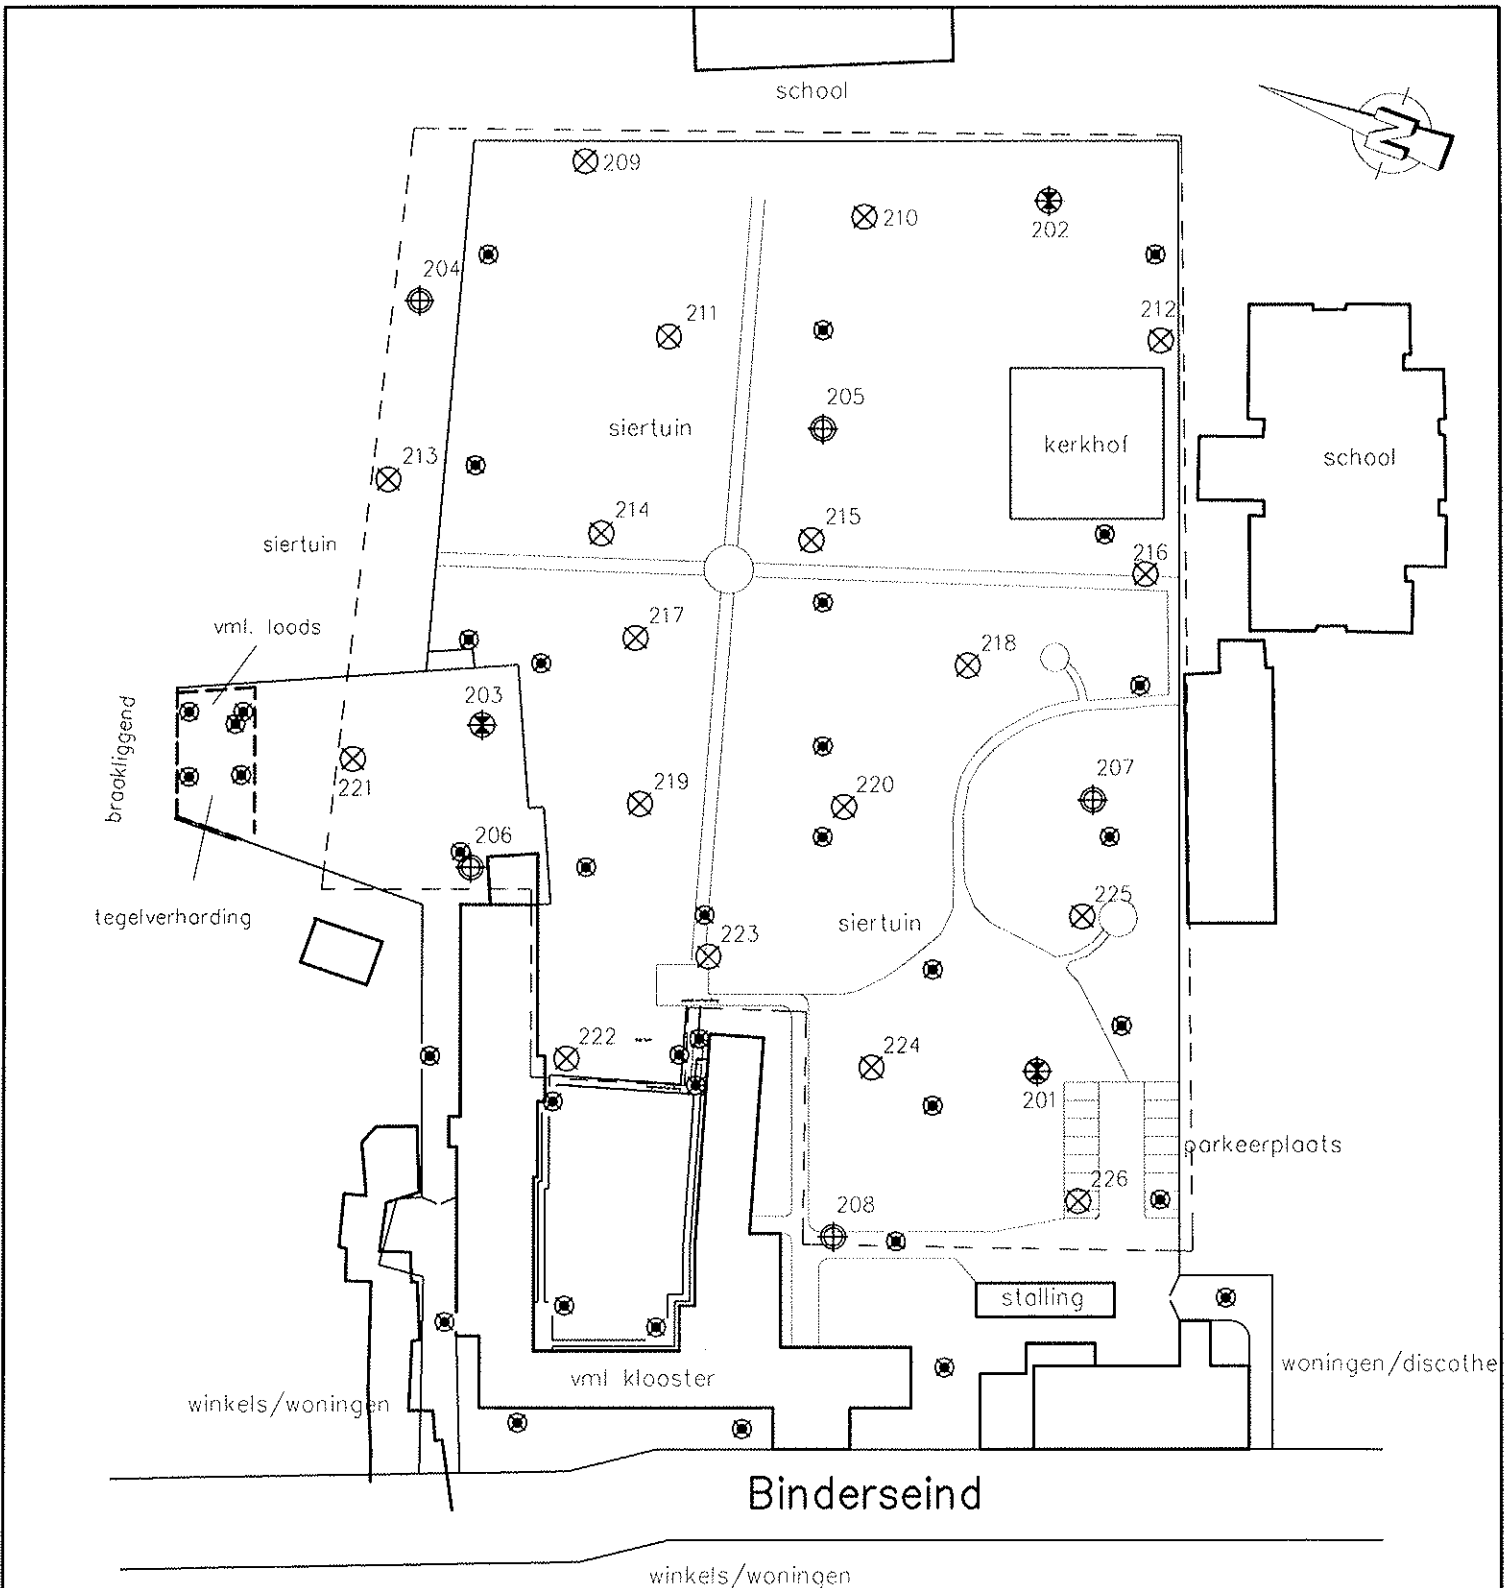 school
N
209
210
202
204
211
212
205
siertuin
kerkhof
school
213
214
215
siertuin
216
vml. loods
217
218
203
braakliggend
221
219
220
207
206
tegelverharding
225
siertuin
223
222
224
201
parkeerplaats
226
208
stalling
woningen/discothe
vml klooster
winkels/woningen
Binderseind
winkels/woningen